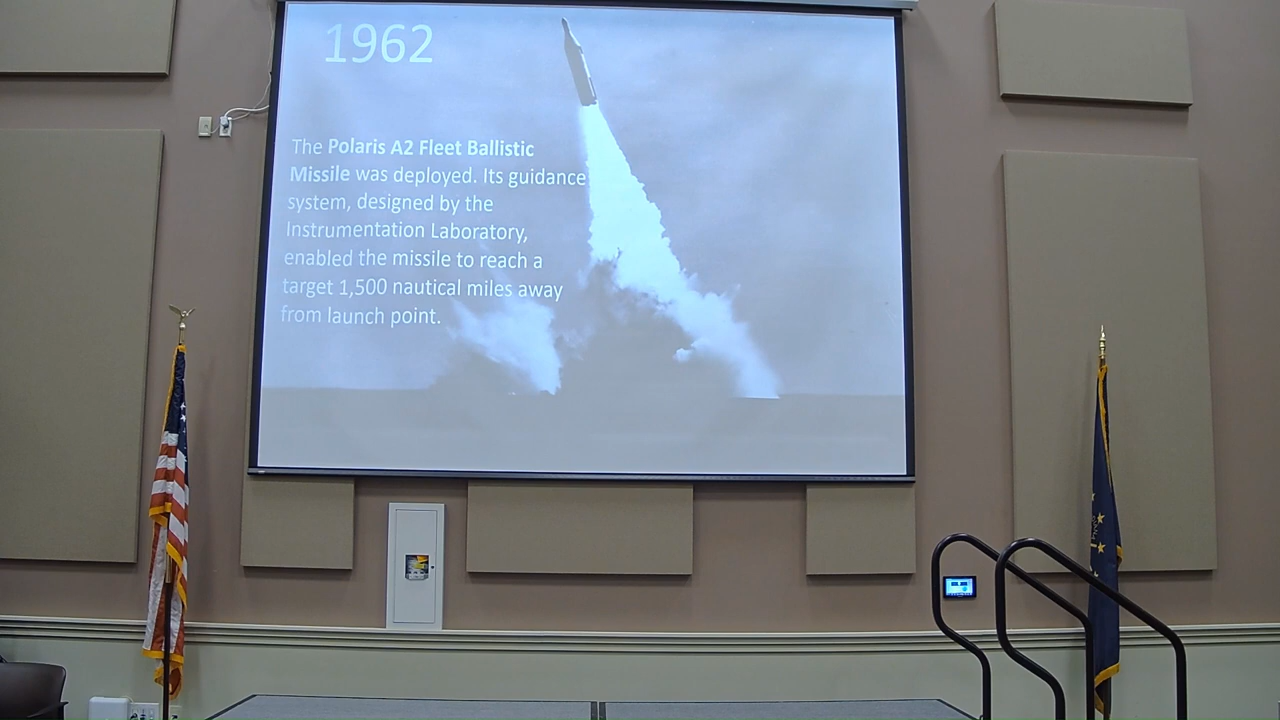 1962
The Polaris A2 Fleet Ballistic
Missile was deployed. Its guidance
system, designed by the
Instrumentation Laboratory,
enabled the missile to reach a
target 1,500 nautical miles away
from launch point.